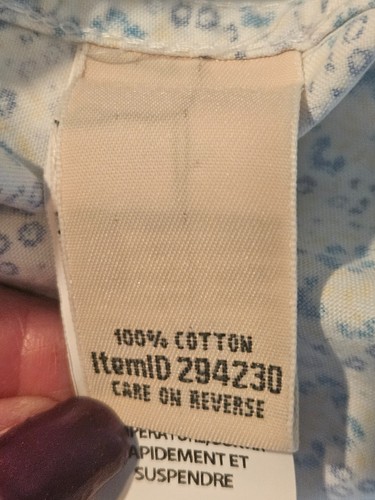 100% COTTON
ItemID 294230
CARE ON REVERSE
APIDEMENT ET
SUSPENDRE